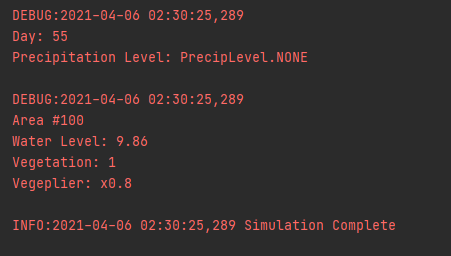 DEBUG:2021-04-06 02:30:25,289
Day: 55
Precipitation Level: PrecipLevel.NONE
DEBUG:2021-04-06 02:30:25,289
Area #100
Water Level: 9.86
Vegetation: 1
Vegeplier: x0.8
INFO:2021-04-06 02:30:25,289 Simulation Complete